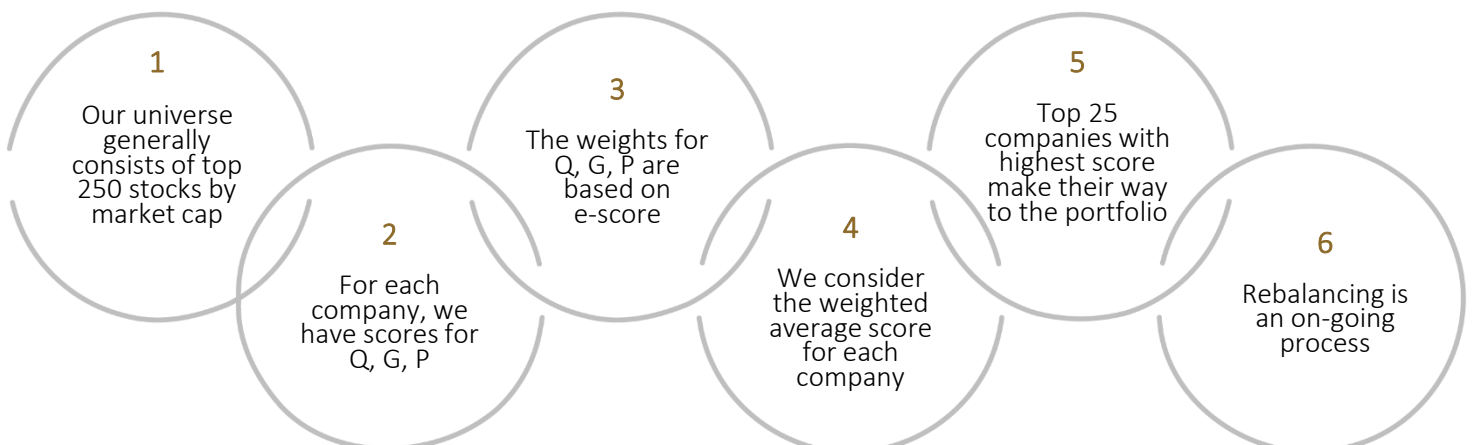 1
Our universe
generally
consists of top
250 stocks by
market cap
2
For each
company, we
have scores for
Q, G, P
3
The weights for
Q, G, P are
based on
e-score
4
We consider
the weighted
average score
for each
company
5
Top 25
companies with
highest score
make their way
to the portfolio
6
Rebalancing is
an on-going
process